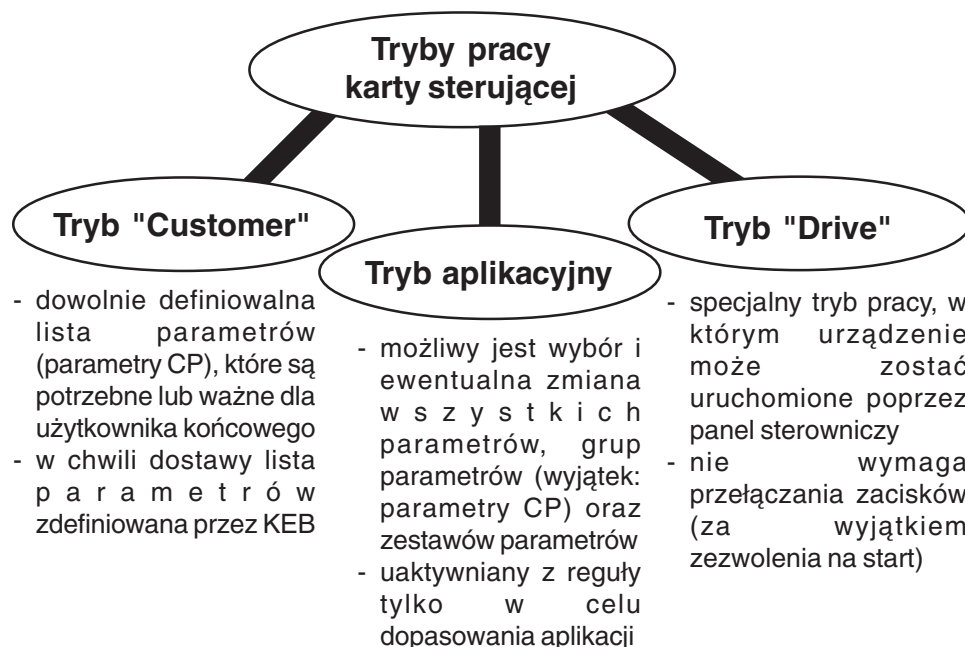 Tryby pracy
karty sterującej
Tryb "Customer"
- dowolnie definiowalna
lista parametrów
(parametry CP), które są
potrzebne lub ważne dla
użytkownika końcowego
- w chwili dostawy lista
parametrów
zdefiniowana przez KEB
Tryb aplikacyjny
- możliwy jest wybór i
ewentualna zmiana
wszystkich
parametrów, grup
parametrów (wyjątek:
parametry CP) oraz
zestawów parametrów
- uaktywniany z reguły
tylko w celu
dopasowania aplikacji
Tryb "Drive"
- specjalny tryb pracy, w
którym urządzenie
może zostać
uruchomione poprzez
panel sterowniczy
- nie wymaga
przełączania zacisków
(za wyjątkiem
zezwolenia na start)